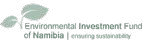 Environmental Investment Fund
of Namibia | ensuring sustainability